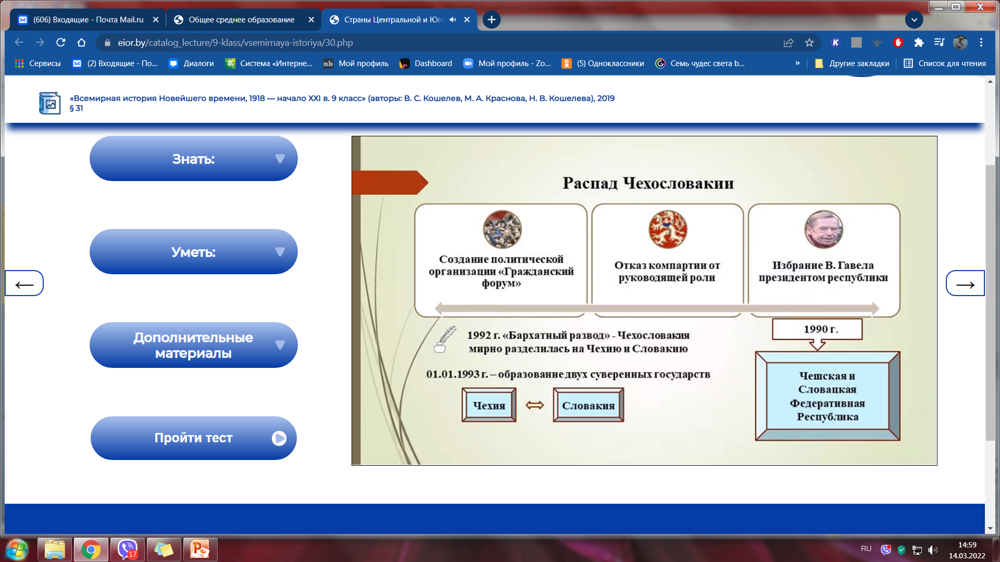 (606) Входящие - Почта Mail.ru
Общее среднее образование
Страны Центральной и Юго
eior.by/catalog_lecture/9-klass/vsemirnaya-istoriya/30.php
Сервисы
(2) Входящие - По...
Диалоги
Система «Интерне...
Мой профиль
Dashboard
Мой профиль - Zo...
(5) Одноклассники
Семь чудес света в...
»
Другие закладки
Список для чтения
«Всемирная история Новейшего времени, 1918 — начало XXI в. 9 класс» (авторы: В. С. Кошелев, М. А. Краснова, Н. В. Кошелева), 2019
§ 31
Знать:
Уметь:
Дополнительные
материалы
Пройти тест
Распад Чехословакии
Создание политической
организации «Гражданский
форум»
Отказ компартии от
руководящей роли
Избрание В. Гавела
президентом республики
1992 г. «Бархатный развод» - Чехословакия
мирно разделилась на Чехию и Словакию
01.01.1993 г. – образование двух суверенных государств
Чехия
Словакия
1990 г.
Чешская и
Словацкая
Федеративная
Республика
17
RU
14:59
14.03.2022